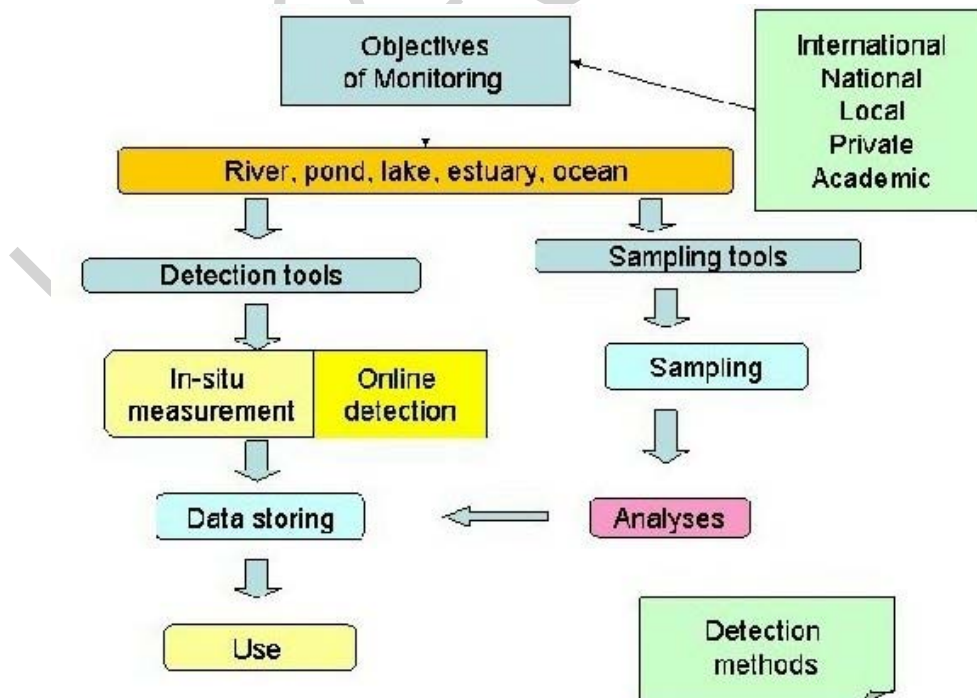 Objectives
of Monitoring
International
National
Local
Private
Academic
River, pond, lake, estuary, ocean
Detection tools
Sampling tools
In-situ
measurement
Online
detection
Sampling
Data storing
Analyses
Use
Detection
methods